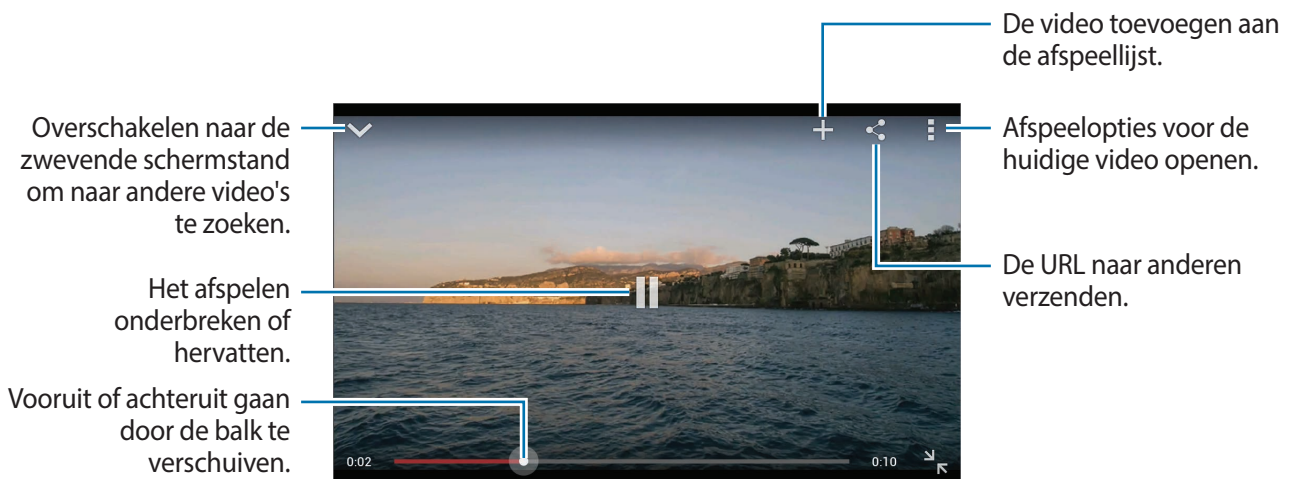 De video toevoegen aan
de afspeellijst.
Overschakelen naar de
zwevende schermstand
om naar andere video's
te zoeken.
Afspeelopties voor de
huidige video openen.
De URL naar anderen
verzenden.
Het afspelen
onderbreken of
hervatten.
Vooruit of achteruit gaan
door de balk te
verschuiven.
0:02
0:10